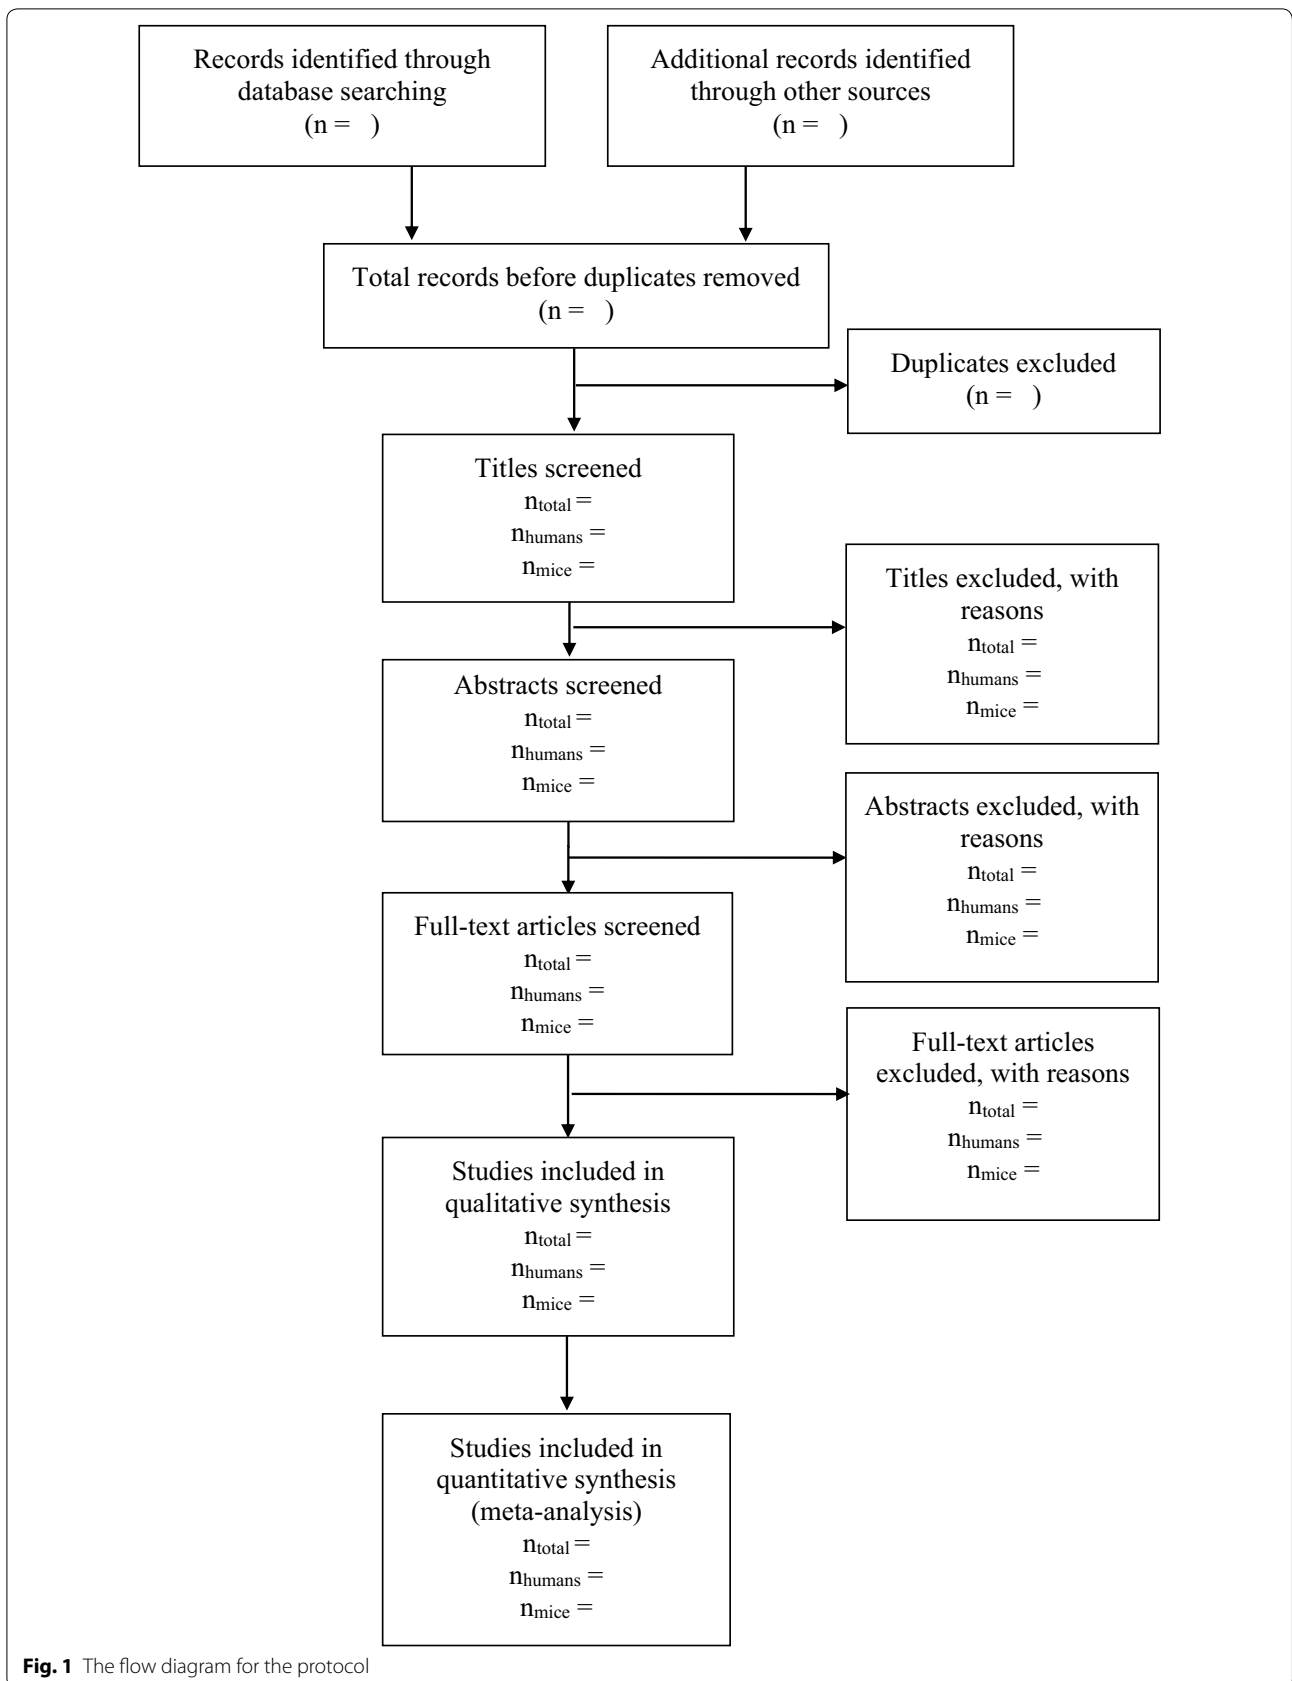 Records identified through
database searching
(n =   )
Additional records identified
through other sources
(n =   )
Total records before duplicates removed
(n =   )
Duplicates excluded
(n =   )
Titles screened
ntotal =
nhumans =
nmice =
Titles excluded, with
reasons
ntotal =
nhumans =
nmice =
Abstracts screened
ntotal =
nhumans =
nmice =
Abstracts excluded, with
reasons
ntotal =
nhumans =
nmice =
Full-text articles screened
ntotal =
nhumans =
nmice =
Full-text articles
excluded, with reasons
ntotal =
nhumans =
nmice =
Studies included in
qualitative synthesis
ntotal =
nhumans =
nmice =
Studies included in
quantitative synthesis
(meta-analysis)
ntotal =
nhumans =
nmice =
Fig. 1 The flow diagram for the protocol